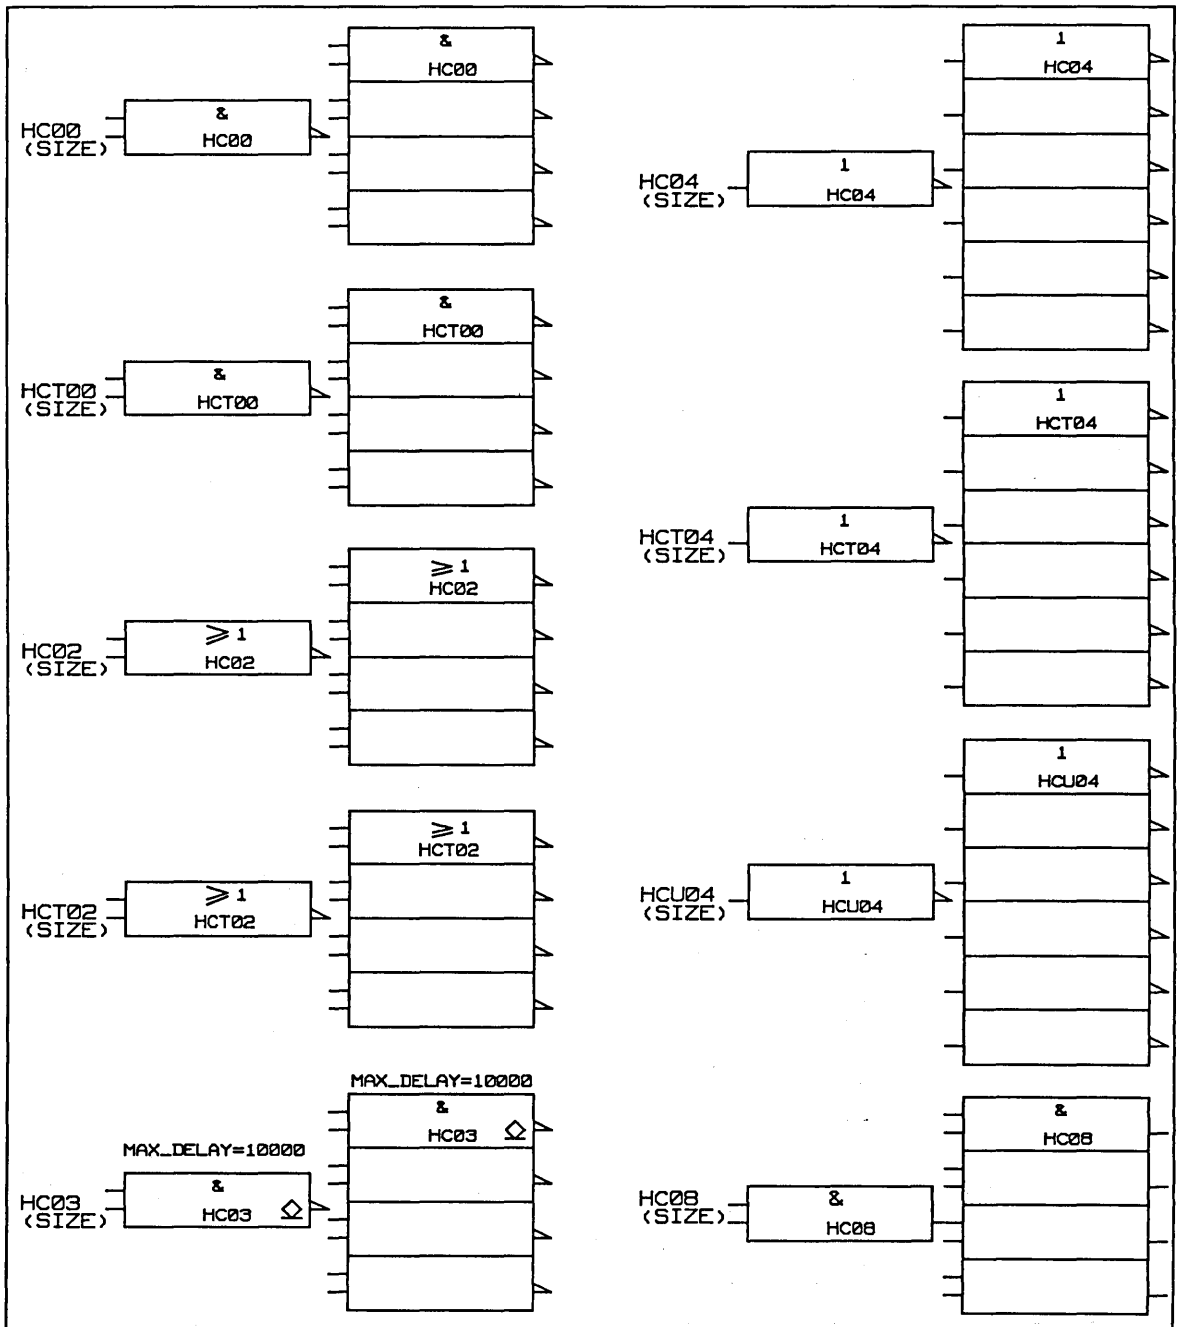 &
HC00
HC00
(SIZE)
&
HC00
&
HCT00
HCT00
(SIZE)
&
HCT00
≥ 1
HC02
HC02
(SIZE)
≥ 1
HC02
≥ 1
HCT02
HCT02
(SIZE)
≥ 1
HCT02
MAX_DELAY=10000
&
HC03
MAX_DELAY=10000
HC03
(SIZE)
&
HC03
1
HC04
HC04
(SIZE)
1
HC04
1
HCT04
HCT04
(SIZE)
1
HCT04
1
HCU04
HCU04
(SIZE)
1
HCU04
&
HC08
HC08
(SIZE)
&
HC08